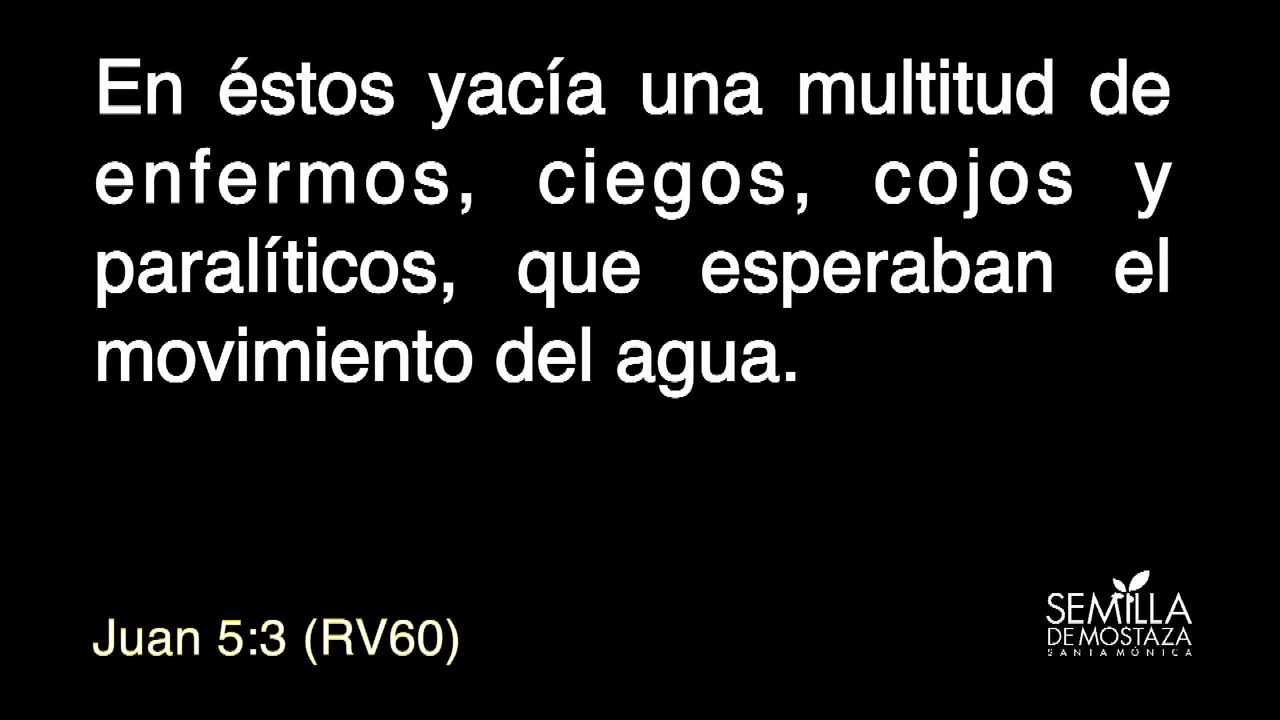 En éstos yacía una multitud de
enfermos, ciegos, cojos y
paralíticos, que esperaban el
movimiento del agua.
Juan 5:3 (RV60)
SEMILLA
DE MOSTAZA
SANTA MÓNICA